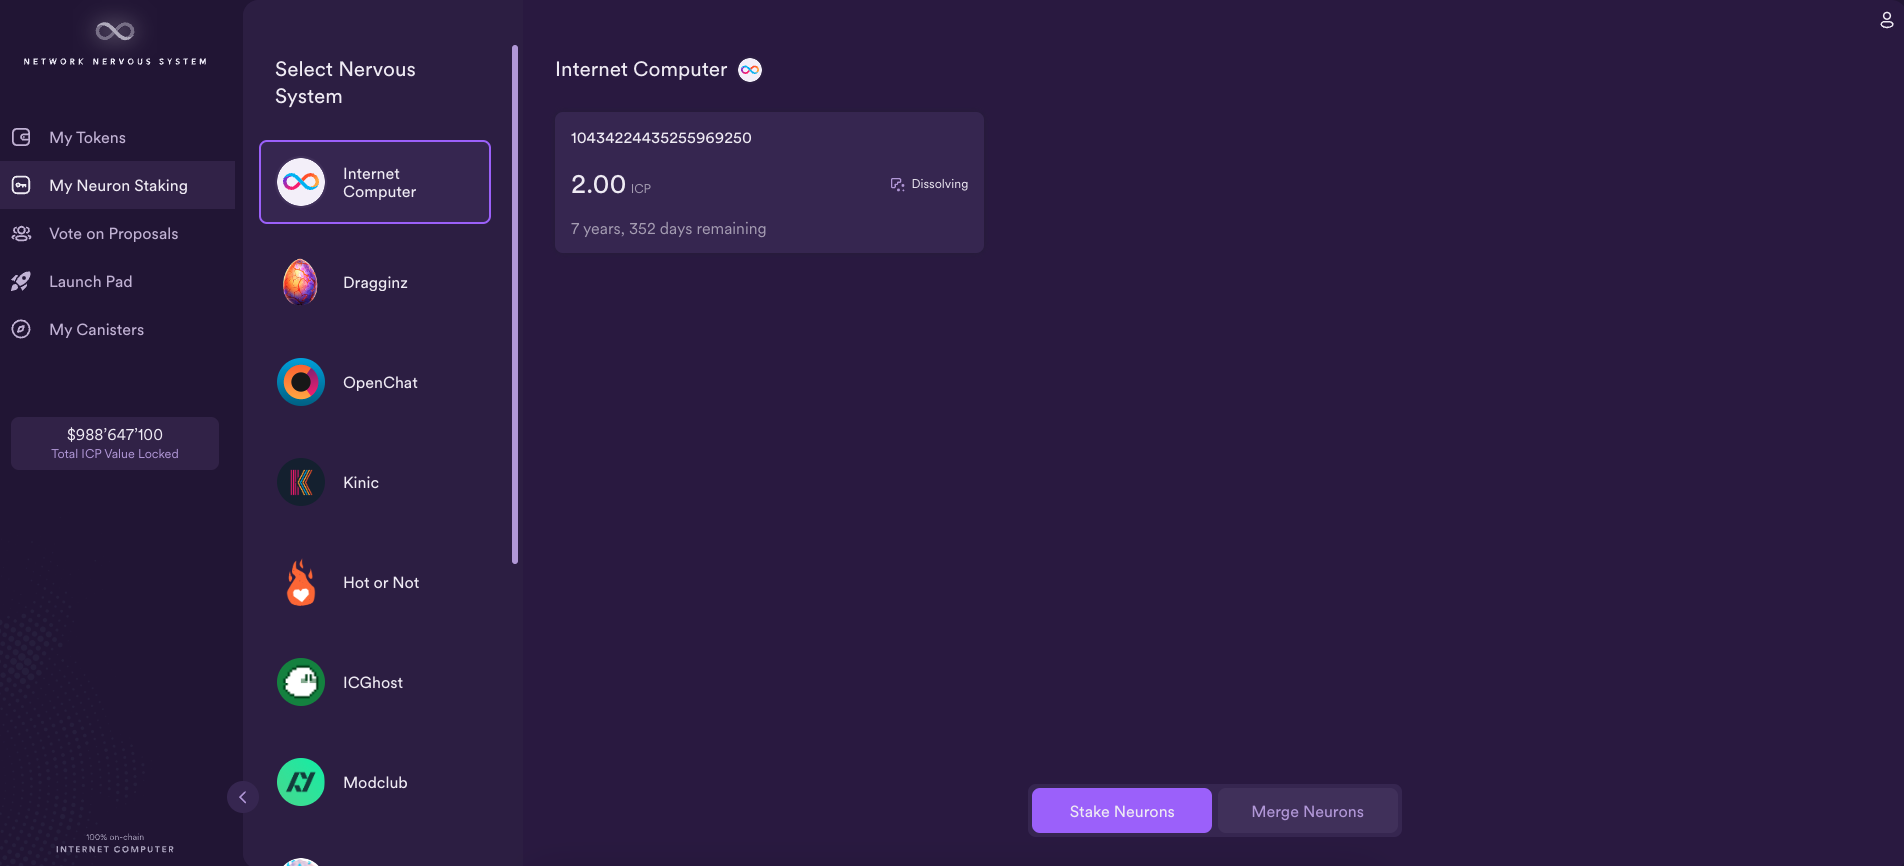 NETWORK NERVOUS SYSTEM
My Tokens
My Neuron Staking
Vote on Proposals
Launch Pad
My Canisters
$988’647’100
Total ICP Value Locked
100% on-chain
INTERNET COMPUTER
Select Nervous
System
Internet
Computer
Dragginz
OpenChat
Kinic
Hot or Not
ICGhost
Modclub
Internet Computer
10434224435255969250
2.00 ICP
Dissolving
7 years, 352 days remaining
Stake Neurons
Merge Neurons